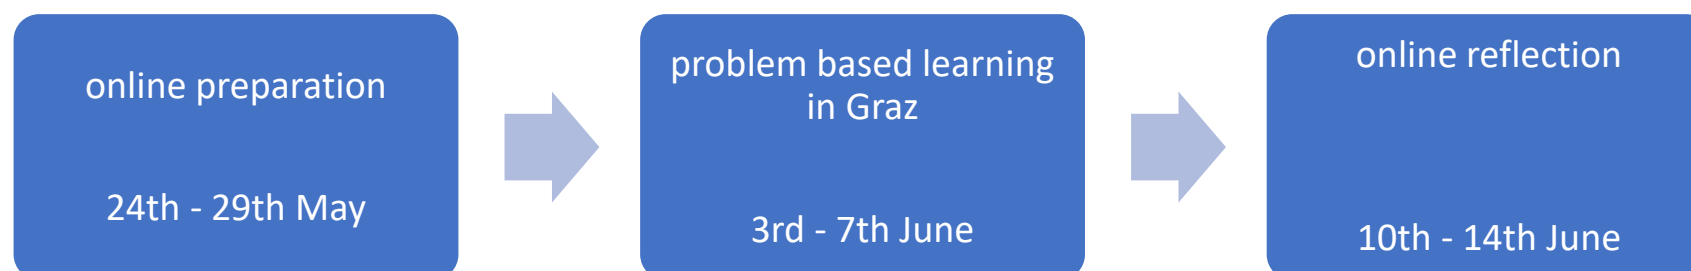 online preparation
24th - 29th May
problem based learning
in Graz
3rd - 7th June
online reflection
10th - 14th June